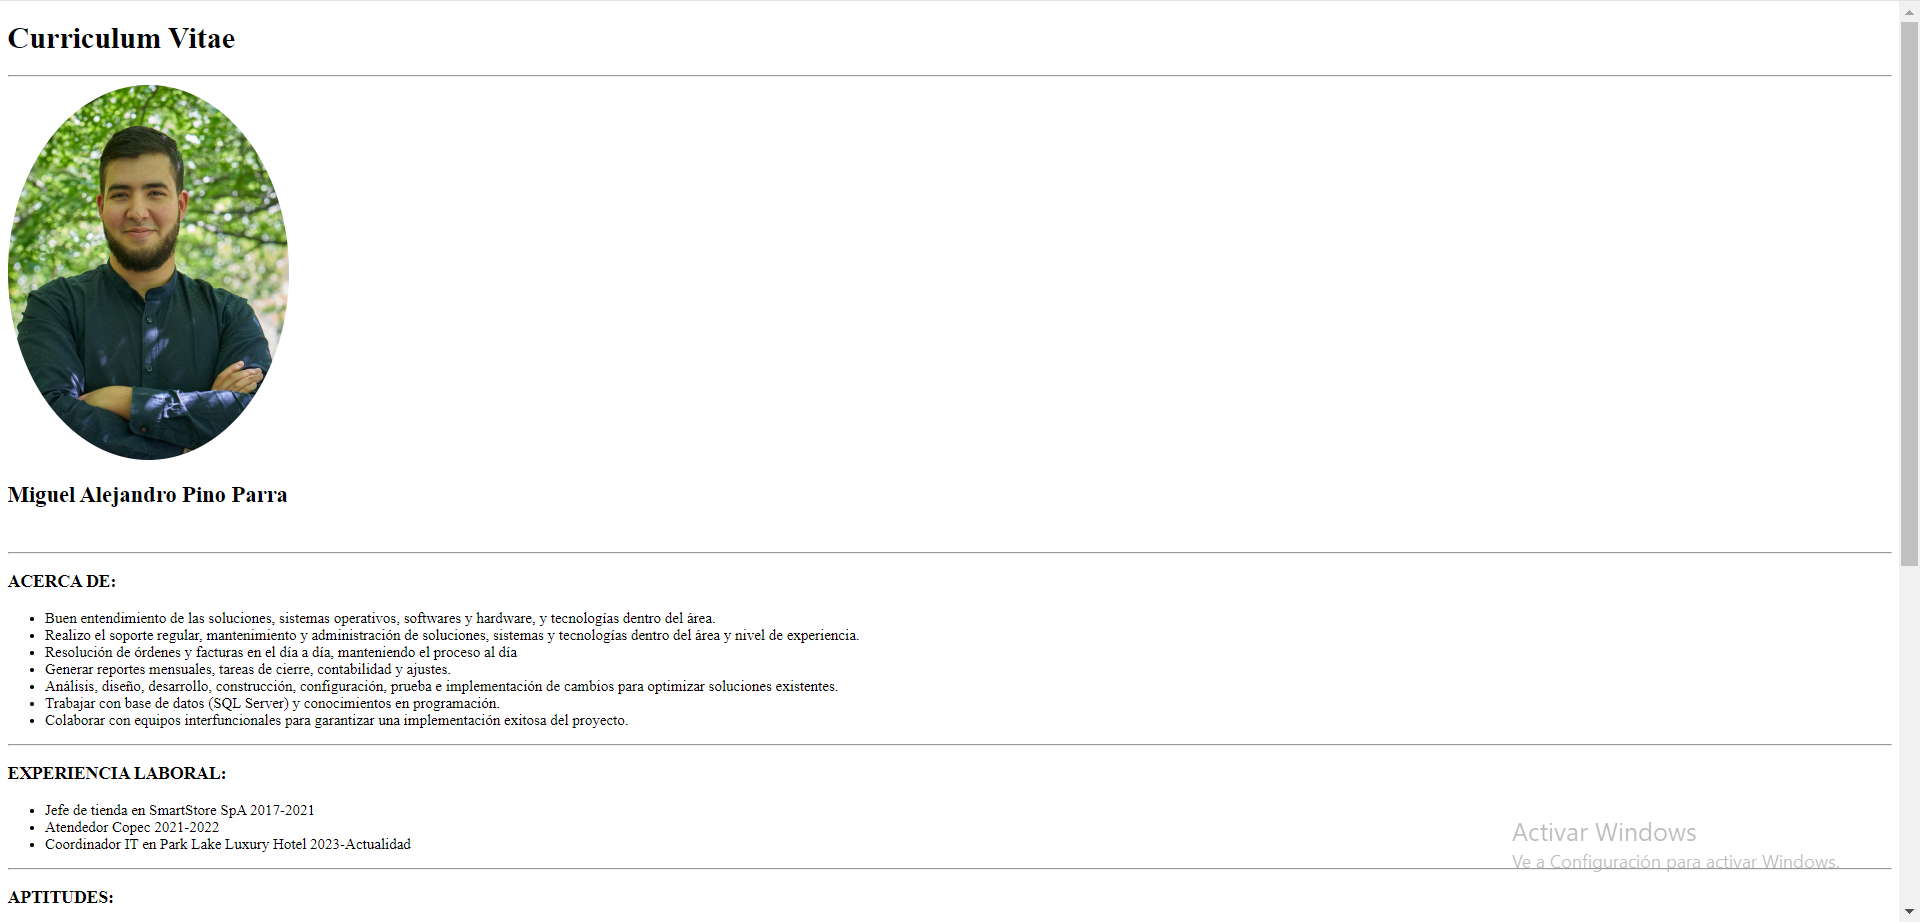 Curriculum Vitae
Miguel Alejandro Pino Parra
ACERCA DE:
• Buen entendimiento de las soluciones, sistemas operativos, softwares y hardware, y tecnologías dentro del área.
• Realizo el soporte regular, mantenimiento y administración de soluciones, sistemas y tecnologías dentro del área y nivel de experiencia.
• Resolución de órdenes y facturas en el día a día, manteniendo el proceso al día
• Generar reportes mensuales, tareas de cierre, contabilidad y ajustes.
• Análisis, diseño, desarrollo, construcción, configuración, prueba e implementación de cambios para optimizar soluciones existentes.
• Trabajar con base de datos (SQL Server) y conocimientos en programación.
• Colaborar con equipos interfuncionales para garantizar una implementación exitosa del proyecto.
EXPERIENCIA LABORAL:
• Jefe de tienda en SmartStore SpA 2017-2021
• Atendedor Copec 2021-2022
• Coordinador IT en Park Lake Luxury Hotel 2023-Actualidad
Activar Windows
Ve a Configuración para activar Windows.
APTITUDES: